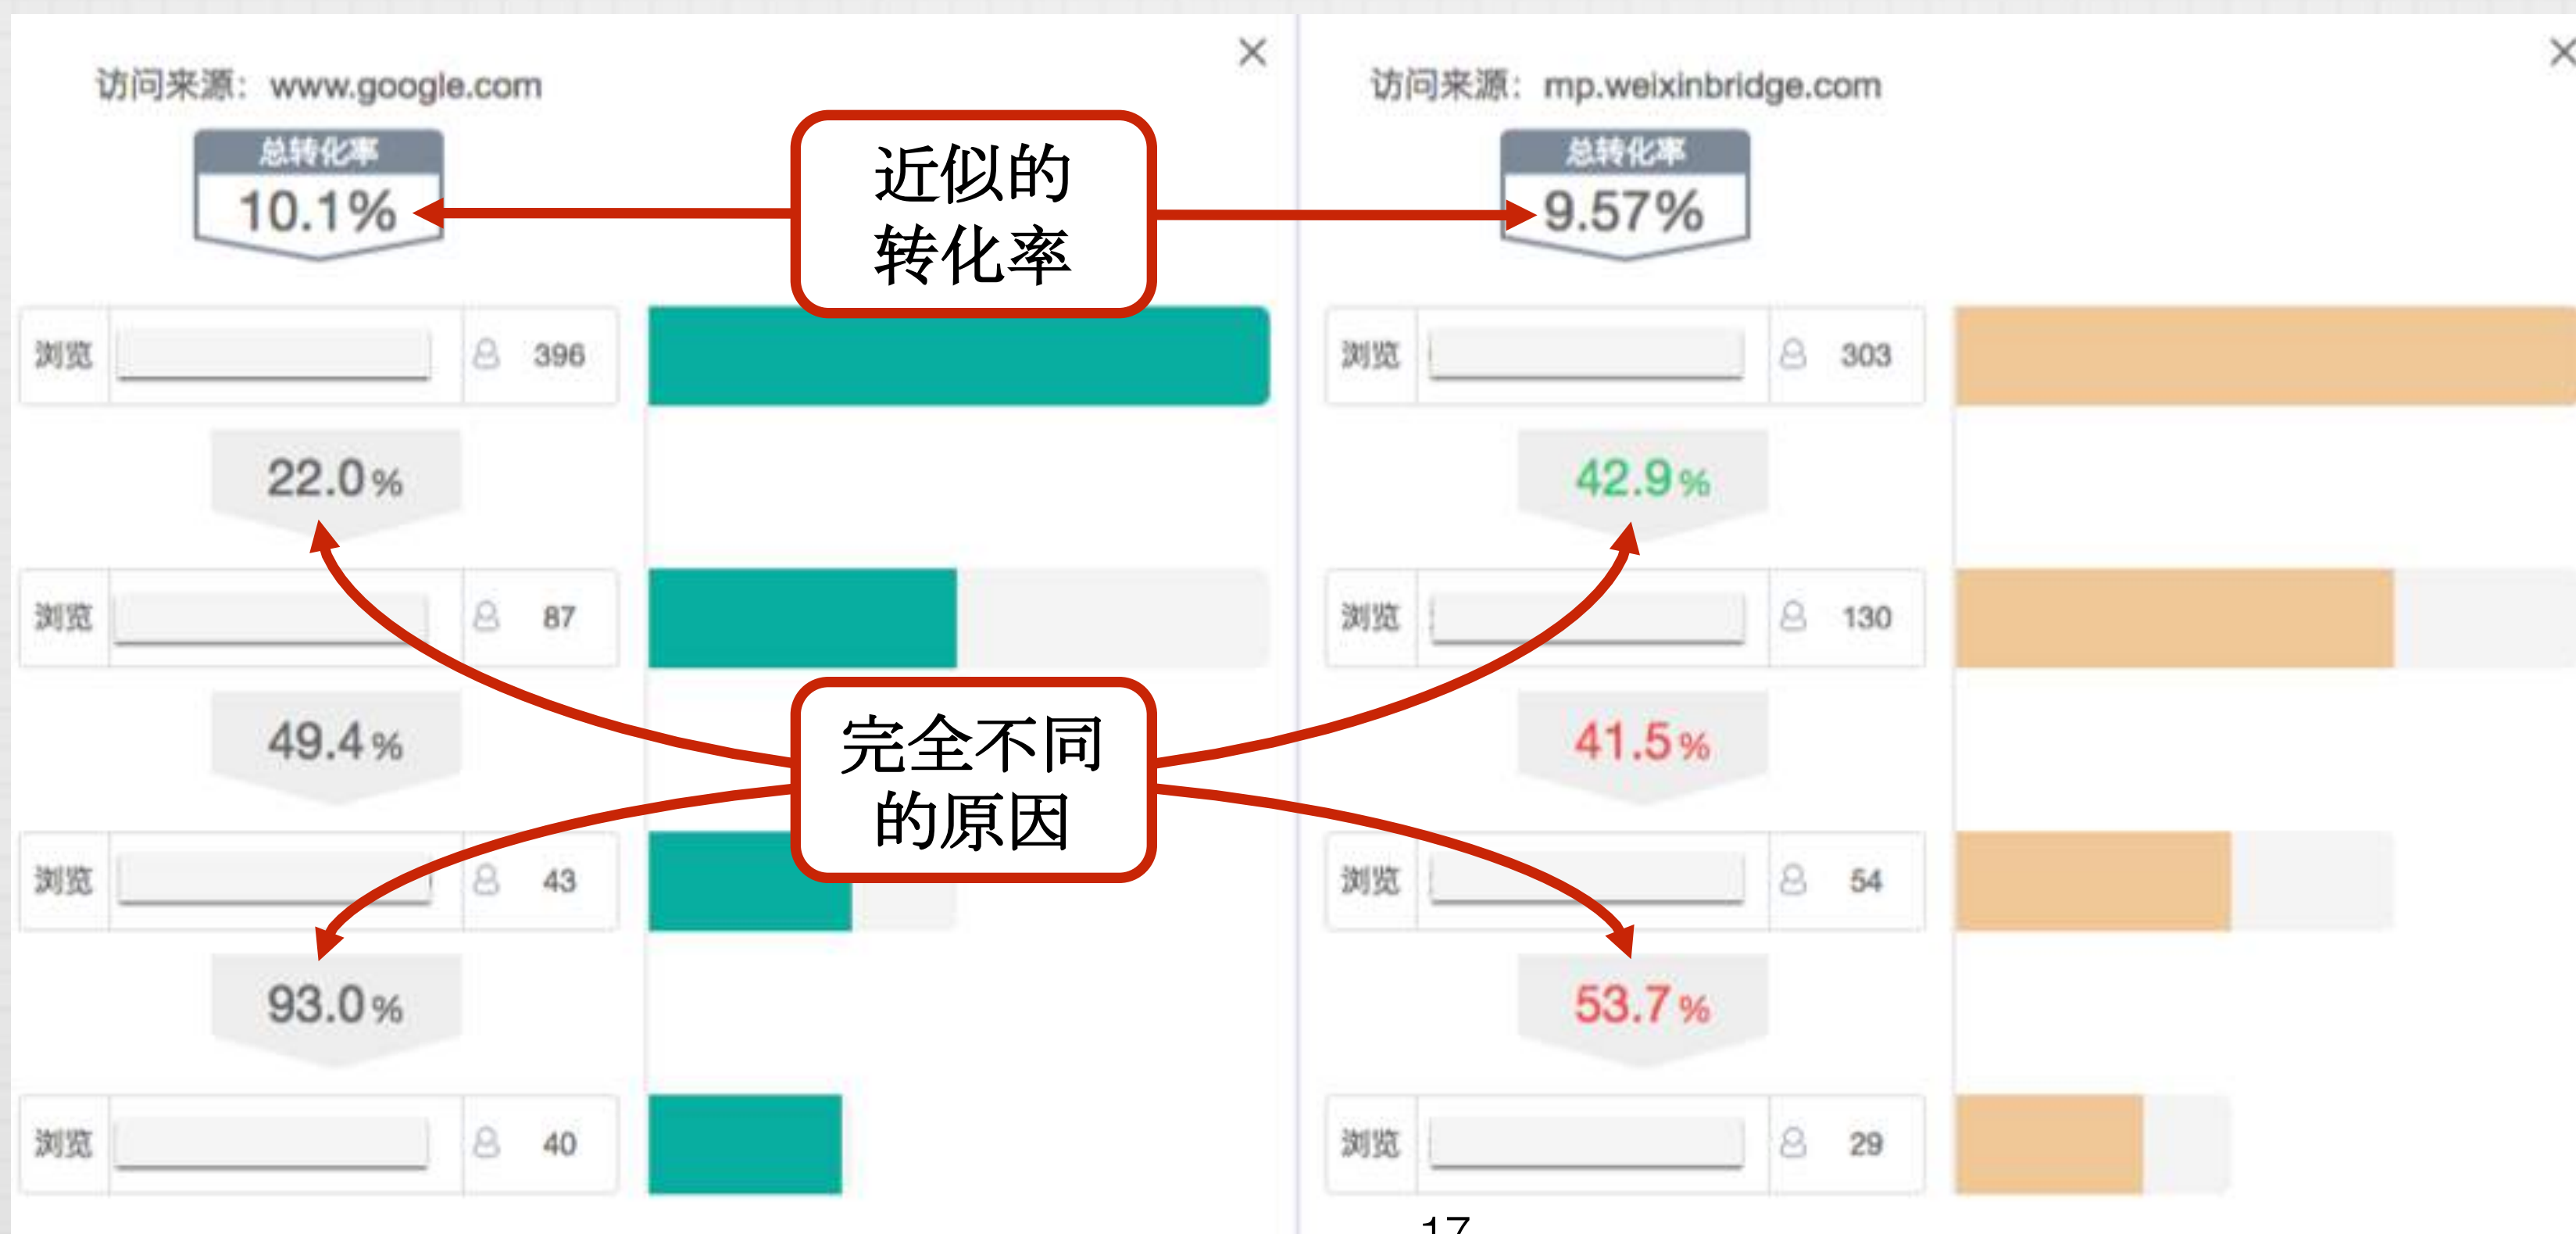 访问来源：www.google.com
总转化率
10.1%
浏览 396
22.0%
浏览 87
49.4%
浏览 43
93.0%
浏览 40
近似的
转化率
完全不同
的原因
访问来源：mp.weixinbridge.com
总转化率
9.57%
浏览 303
42.9%
浏览 130
41.5%
浏览 54
53.7%
浏览 29
17